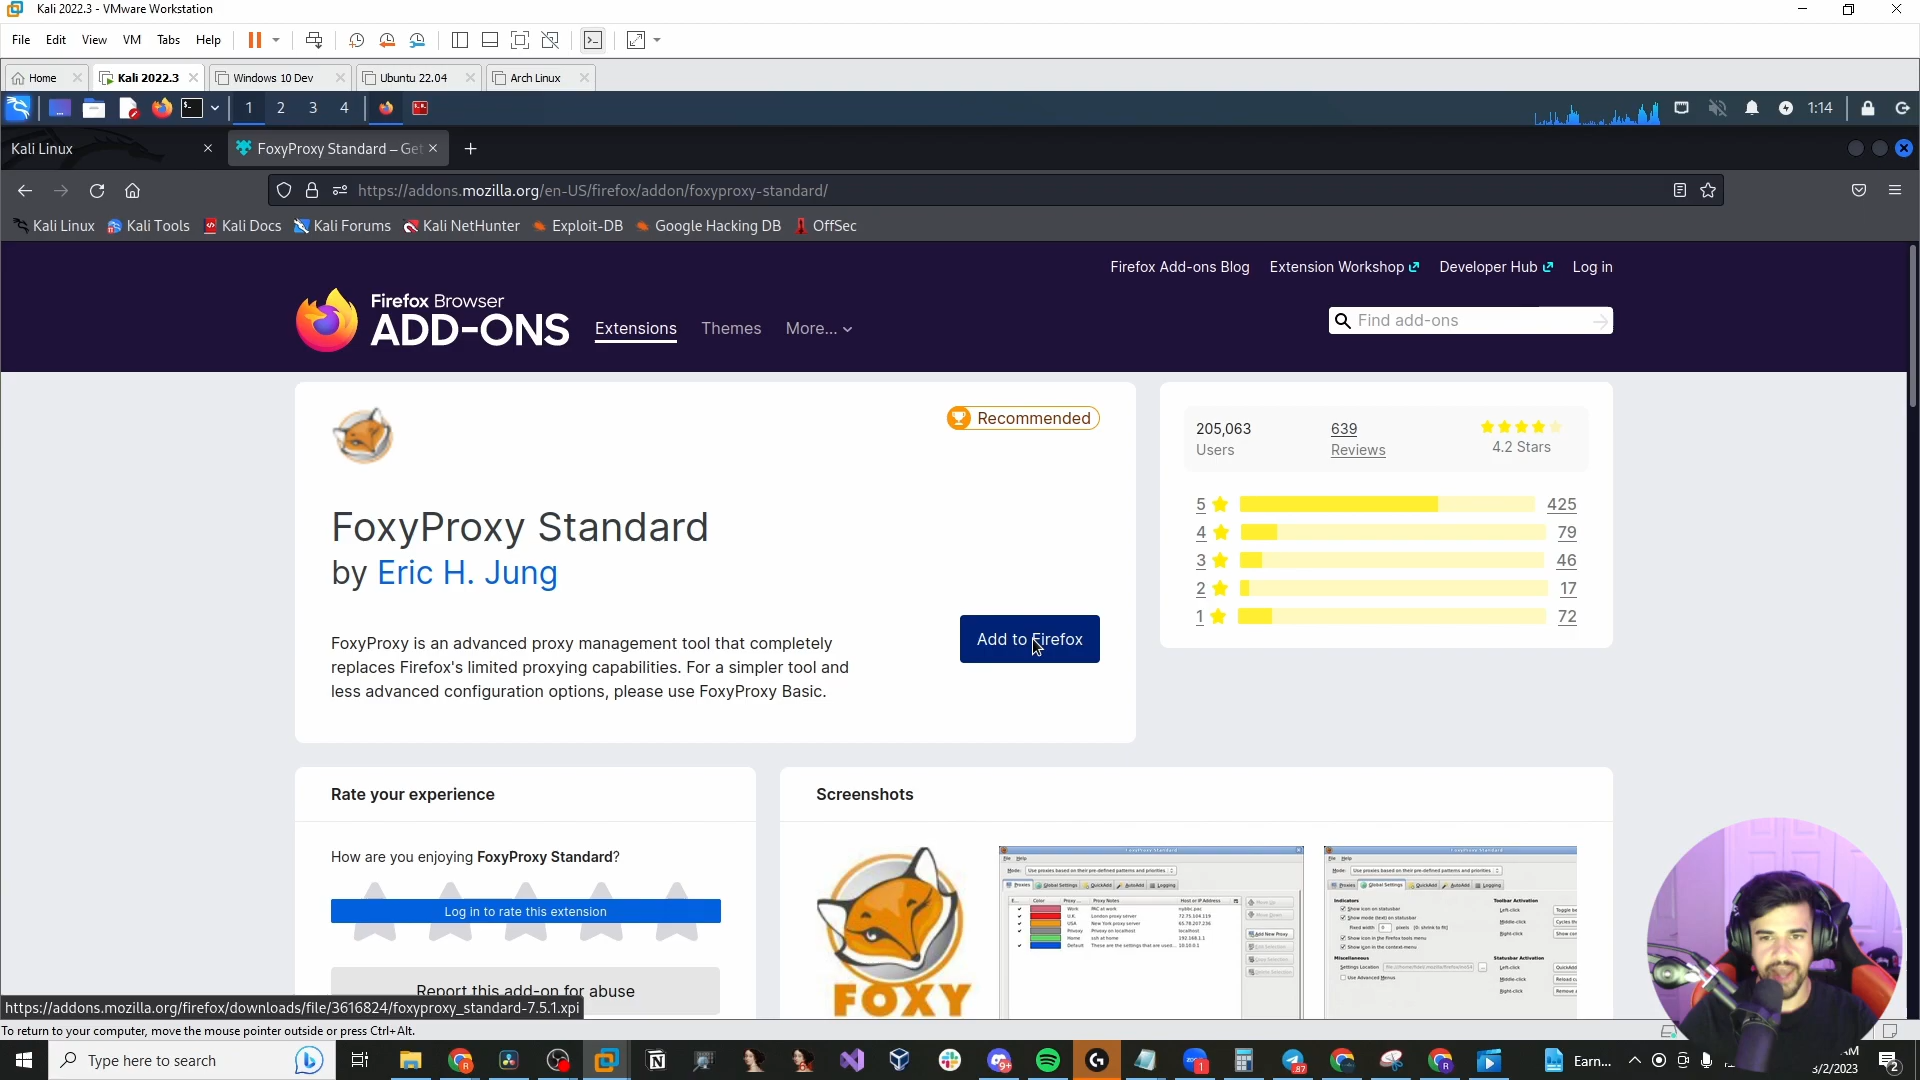 Kali 2022.3 - VMware Workstation
File Edit View VM Tabs Help
Home Kali 2022.3 Windows 10 Dev Ubuntu 22.04 Arch Linux
1 2 3 4 1:14
Kali Linux FoxyProxy Standard – Get
https://addons.mozilla.org/en-US/firefox/addon/foxyproxy-standard/
Kali Linux Kali Tools Kali Docs Kali Forums Kali NetHunter Exploit-DB Google Hacking DB OffSec
Firefox Add-ons Blog Extension Workshop Developer Hub Log in
Firefox Browser
ADD-ONS Extensions Themes More... Find add-ons
Recommended
FoxyProxy Standard
by Eric H. Jung
FoxyProxy is an advanced proxy management tool that completely
replaces Firefox's limited proxying capabilities. For a simpler tool and
less advanced configuration options, please use FoxyProxy Basic.
Add to Firefox
205,063 639
Users Reviews 4.2 Stars
5 425
4 79
3 46
2 17
1 72
Rate your experience
How are you enjoying FoxyProxy Standard?
Log in to rate this extension
Report this add-on for abuse
Screenshots
FOXY
https://addons.mozilla.org/firefox/downloads/file/3616824/foxyproxy_standard-7.5.1.xpi
To return to your computer, move the mouse pointer outside or press Ctrl+Alt.
Type here to search
Earn...
AM
3/2/2023